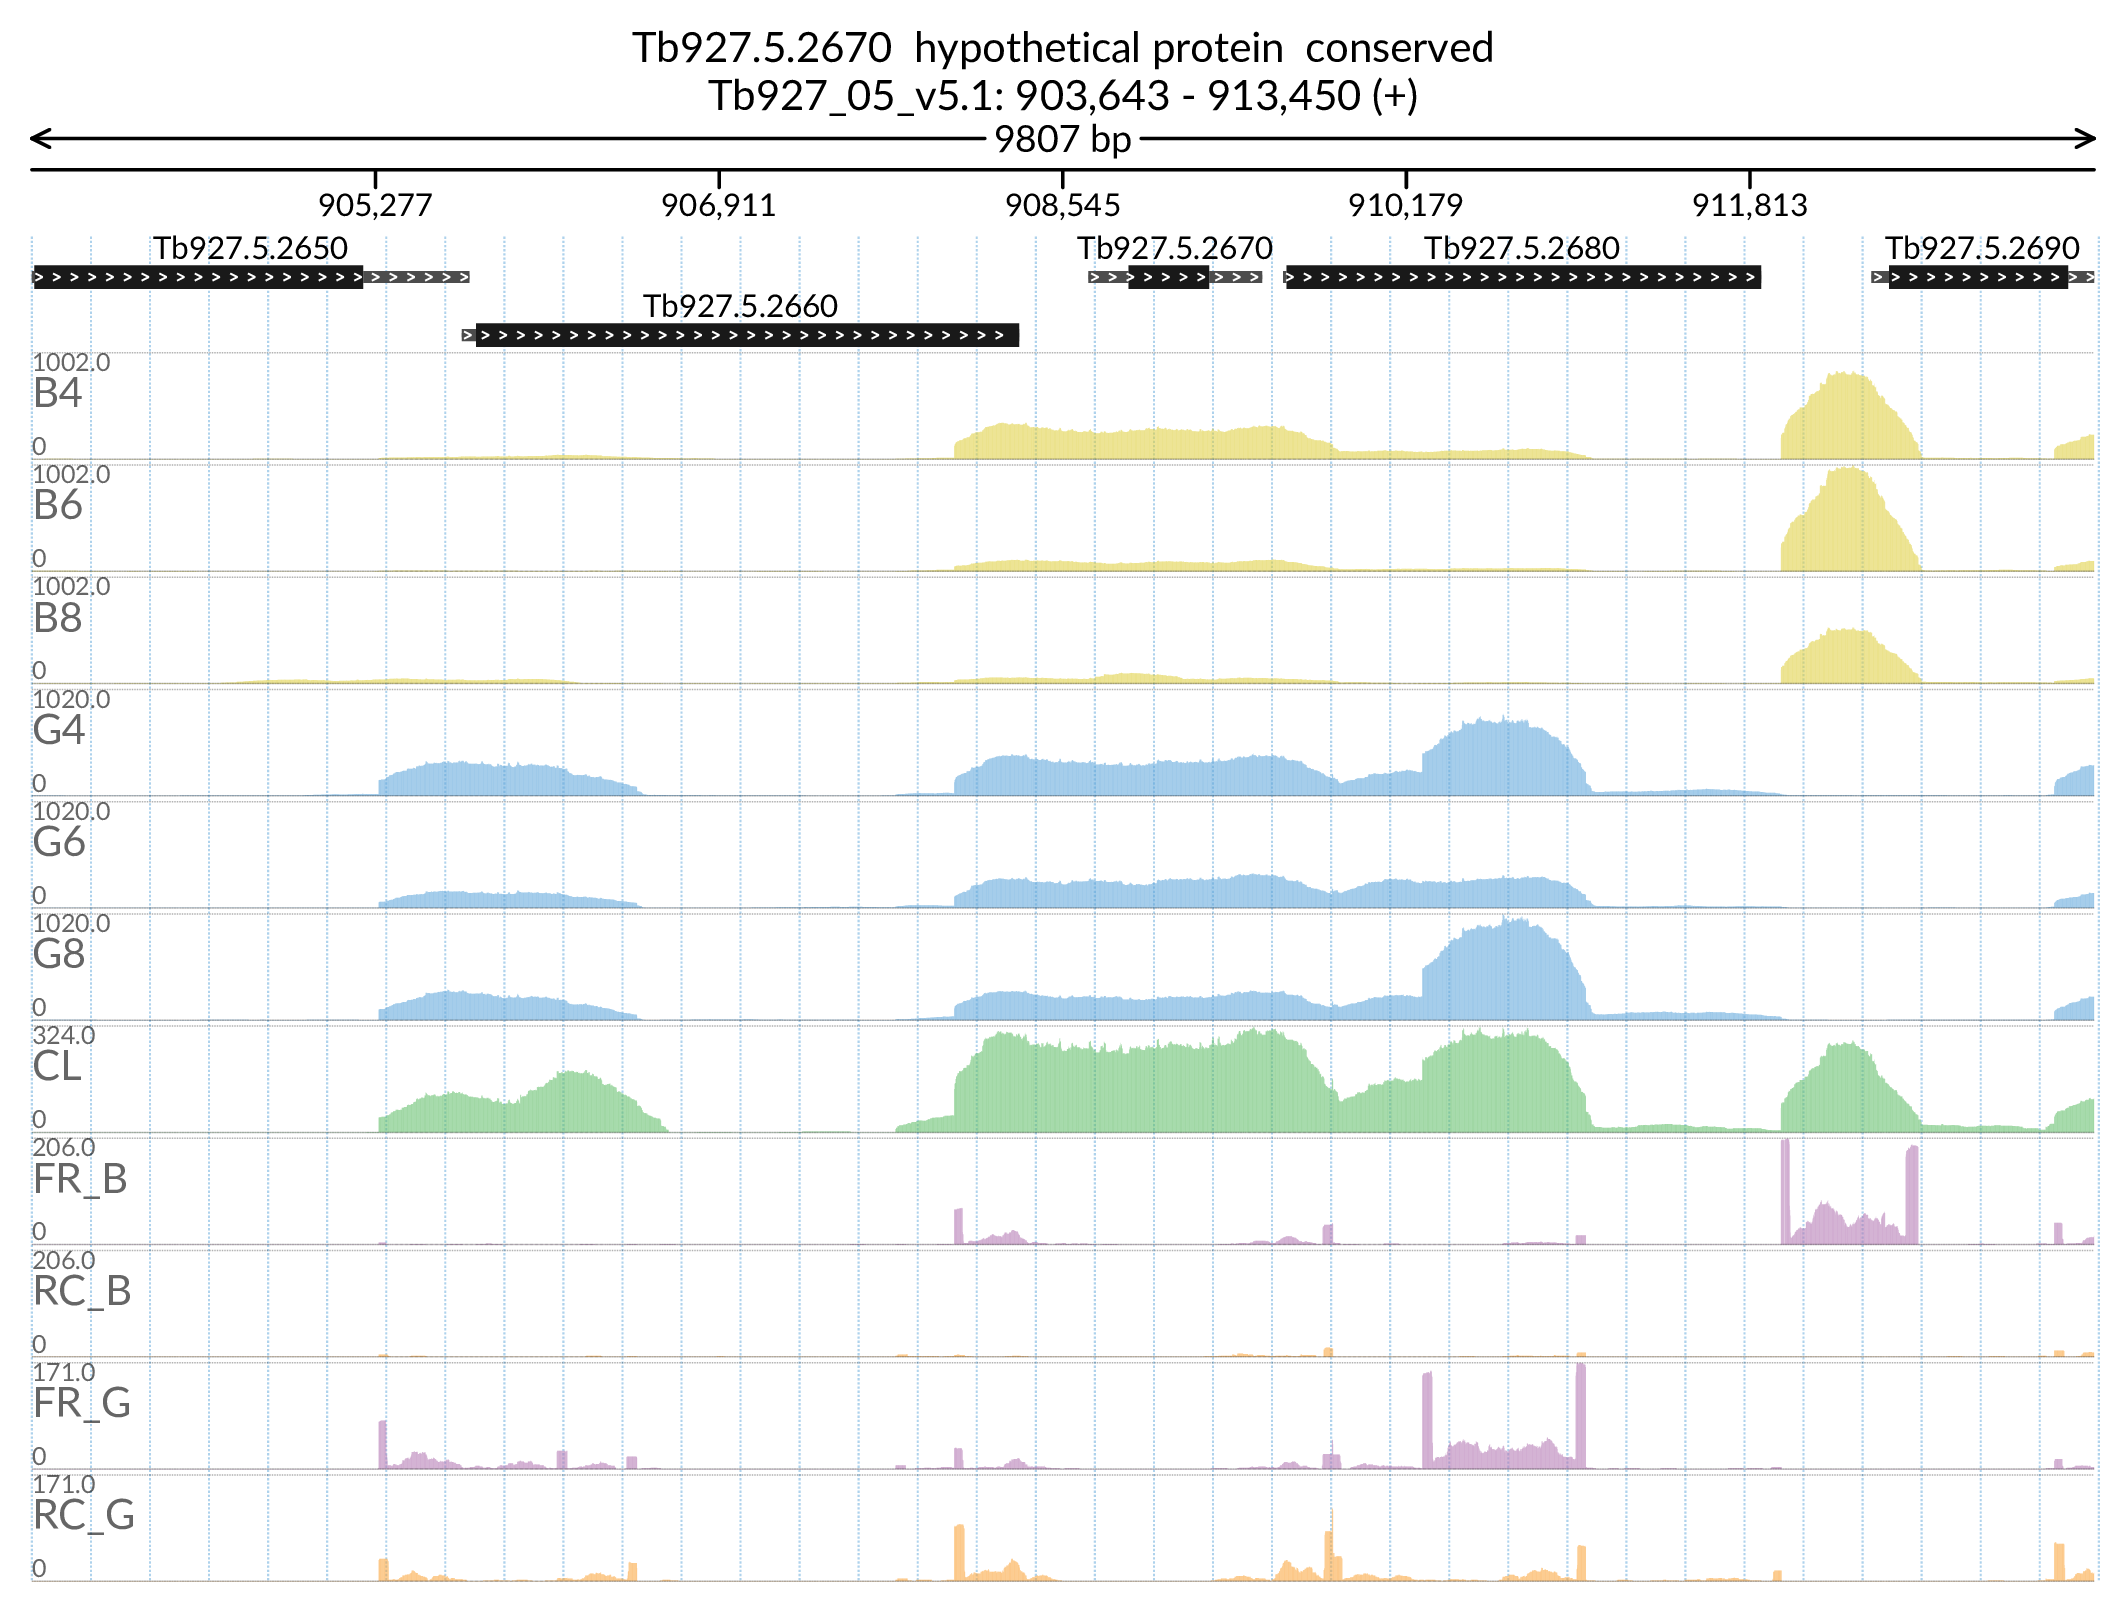 Tb927.5.2670  hypothetical protein  conserved
Tb927_05_v5.1: 903,643 - 913,450 (+)
9807 bp
905,277 906,911 908,545 910,179 911,813
Tb927.5.2650 Tb927.5.2670 Tb927.5.2680 Tb927.5.2690
Tb927.5.2660
1002.0
B4
0
1002.0
B6
0
1002.0
B8
0
1020.0
G4
0
1020.0
G6
0
1020.0
G8
0
324.0
CL
0
206.0
FR_B
0
206.0
RC_B
0
171.0
FR_G
0
171.0
RC_G
0